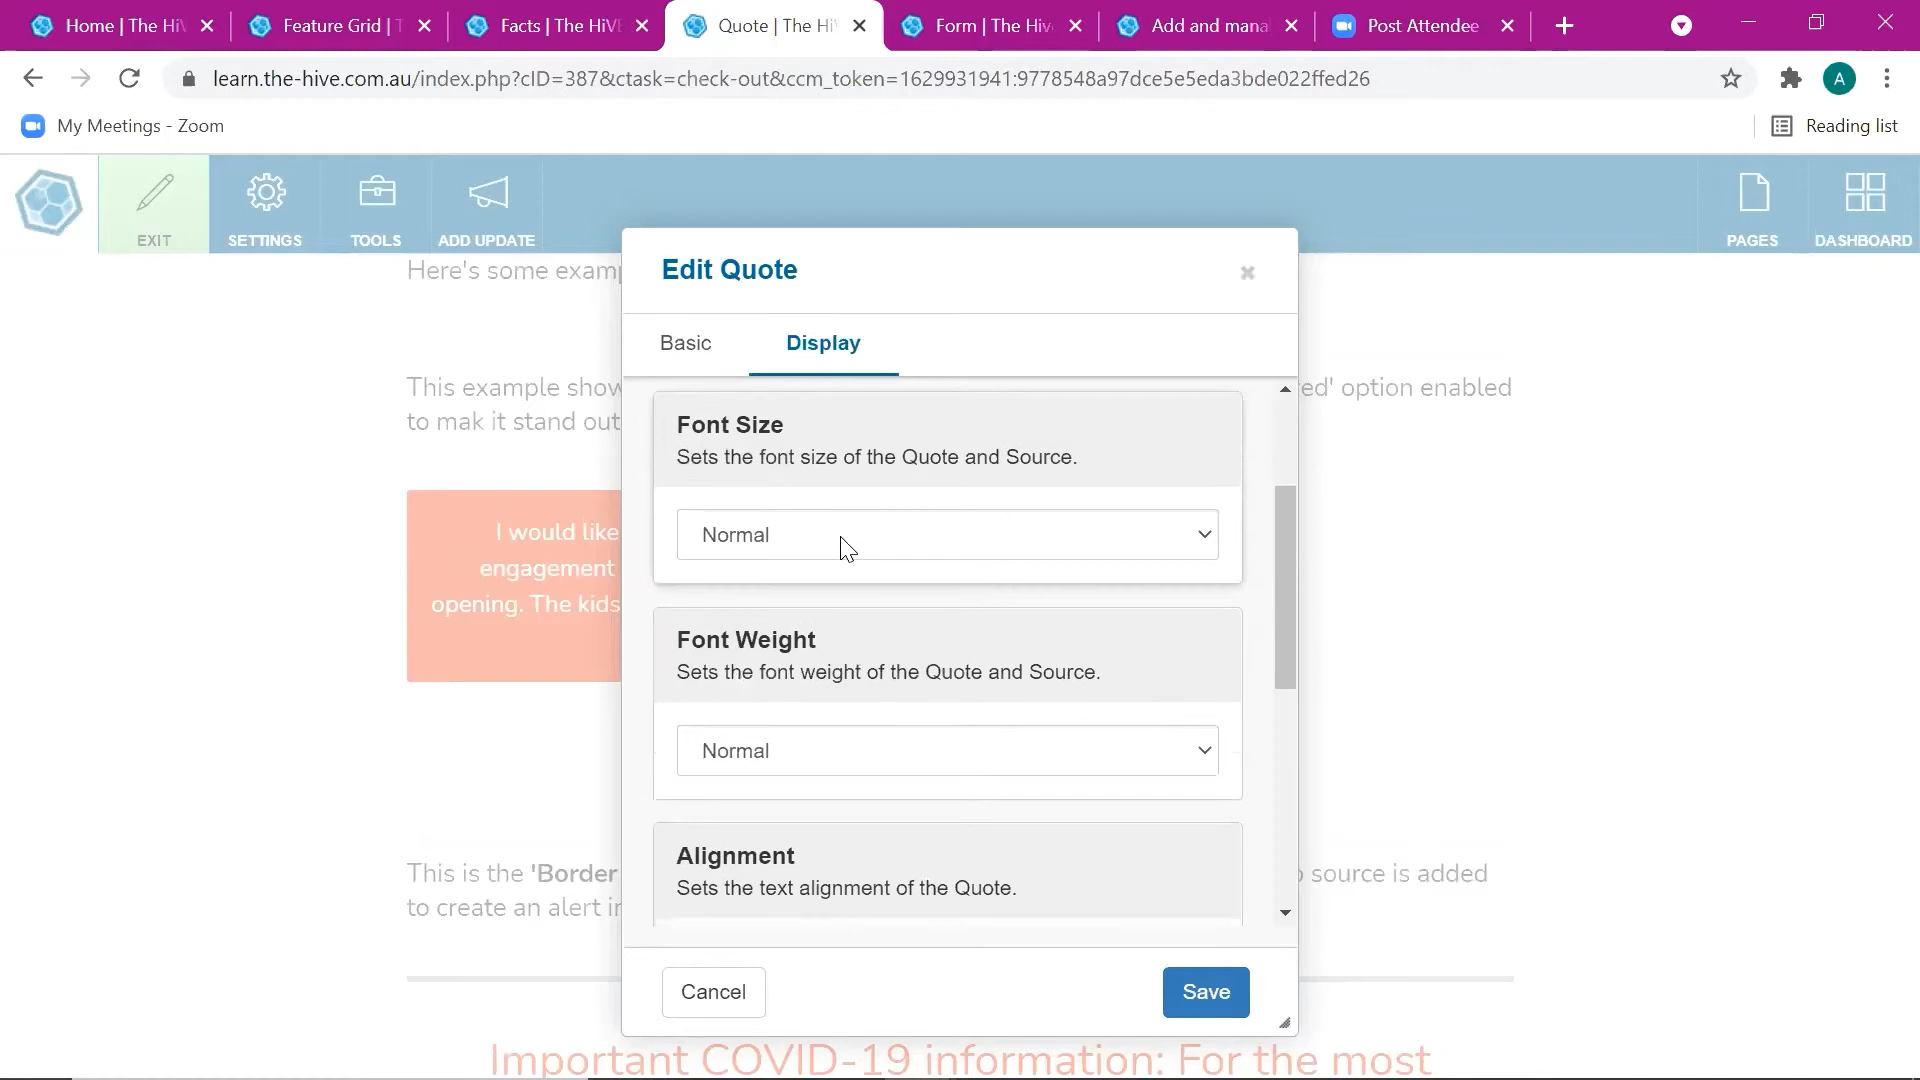 Home | The HiV
Feature Grid | T
Facts | The HiVE
Quote | The HiV
Form | The Hive
Add and mana
Post Attendee
learn.the-hive.com.au/index.php?cID=387&ctask=check-out&ccm_token=1629931941:9778548a97dce5e5eda3bde022ffed26
A
My Meetings - Zoom
Reading list
EXIT
SETTINGS
TOOLS
ADD UPDATE
PAGES
DASHBOARD
Here's some examp
Edit Quote
Basic
Display
This example show
ed' option enabled
to mak it stand out
Font Size
Sets the font size of the Quote and Source.
Normal
I would like
engagement
opening. The kids
Font Weight
Sets the font weight of the Quote and Source.
Normal
Alignment
Sets the text alignment of the Quote.
This is the 'Border
source is added
to create an alert in
Cancel
Save
Important COVID-19 information: For the most